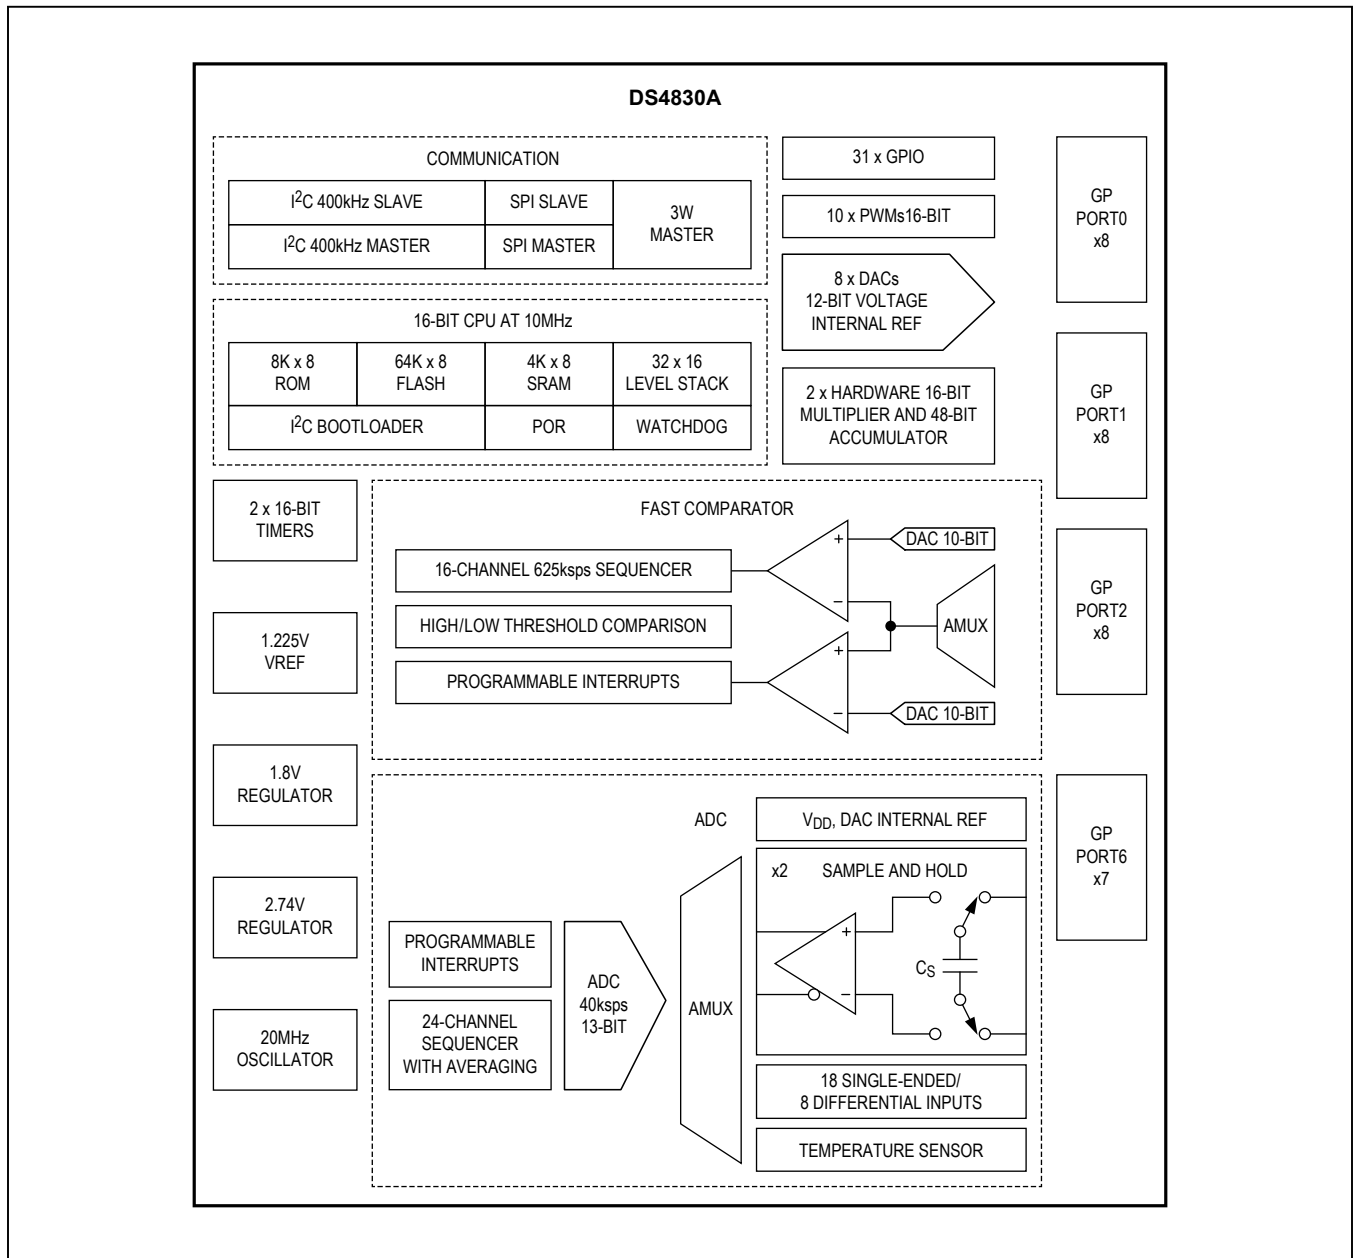 DS4830A
COMMUNICATION
I2C 400kHz SLAVE
SPI SLAVE
3W
MASTER
I2C 400kHz MASTER
SPI MASTER
31 x GPIO
10 x PWMs16-BIT
8 x DACs
12-BIT VOLTAGE
INTERNAL REF
GP
PORT0
x8
16-BIT CPU AT 10MHz
8K x 8
ROM
64K x 8
FLASH
4K x 8
SRAM
32 x 16
LEVEL STACK
I2C BOOTLOADER
POR
WATCHDOG
2 x HARDWARE 16-BIT
MULTIPLIER AND 48-BIT
ACCUMULATOR
GP
PORT1
x8
2 x 16-BIT
TIMERS
FAST COMPARATOR
16-CHANNEL 625ksps SEQUENCER
HIGH/LOW THRESHOLD COMPARISON
PROGRAMMABLE INTERRUPTS
+
−
+
−
DAC 10-BIT
AMUX
DAC 10-BIT
GP
PORT2
x8
1.225V
VREF
1.8V
REGULATOR
2.74V
REGULATOR
20MHz
OSCILLATOR
ADC
VDD, DAC INTERNAL REF
x2
SAMPLE AND HOLD
+
−
CS
PROGRAMMABLE
INTERRUPTS
24-CHANNEL
SEQUENCER
WITH AVERAGING
ADC
40ksps
13-BIT
AMUX
18 SINGLE-ENDED/
8 DIFFERENTIAL INPUTS
TEMPERATURE SENSOR
GP
PORT6
x7